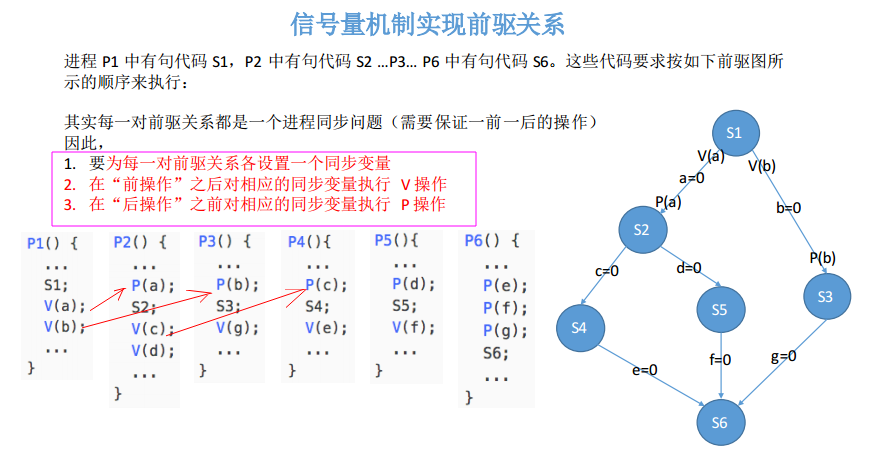 信号量机制实现前驱关系
进程 P1 中有句代码 S1，P2 中有句代码 S2 …P3… P6 中有句代码 S6。这些代码要求按如下前驱图所
示的顺序来执行：
其实每一对前驱关系都是一个进程同步问题（需要保证一前一后的操作）
因此，
1. 要为每一对前驱关系各设置一个同步变量
2. 在“前操作”之后对相应的同步变量执行 V 操作
3. 在“后操作”之前对相应的同步变量执行 P 操作
P1() {
...
S1;
V(a);
V(b);
...
}
P2() {
...
P(a);
S2;
V(c);
V(d);
...
}
P3() {
...
P(b);
S3;
V(g);
...
}
P4(){
...
P(c);
S4;
V(e);
...
}
P5(){
...
P(d);
S5;
V(f);
...
}
P6() {
...
P(e);
P(f);
P(g);
S6;
...
}
S1
V(a)
V(b)
a=0
P(a)
b=0
S2
P(b)
c=0
d=0
S3
S4
S5
e=0
f=0
g=0
S6